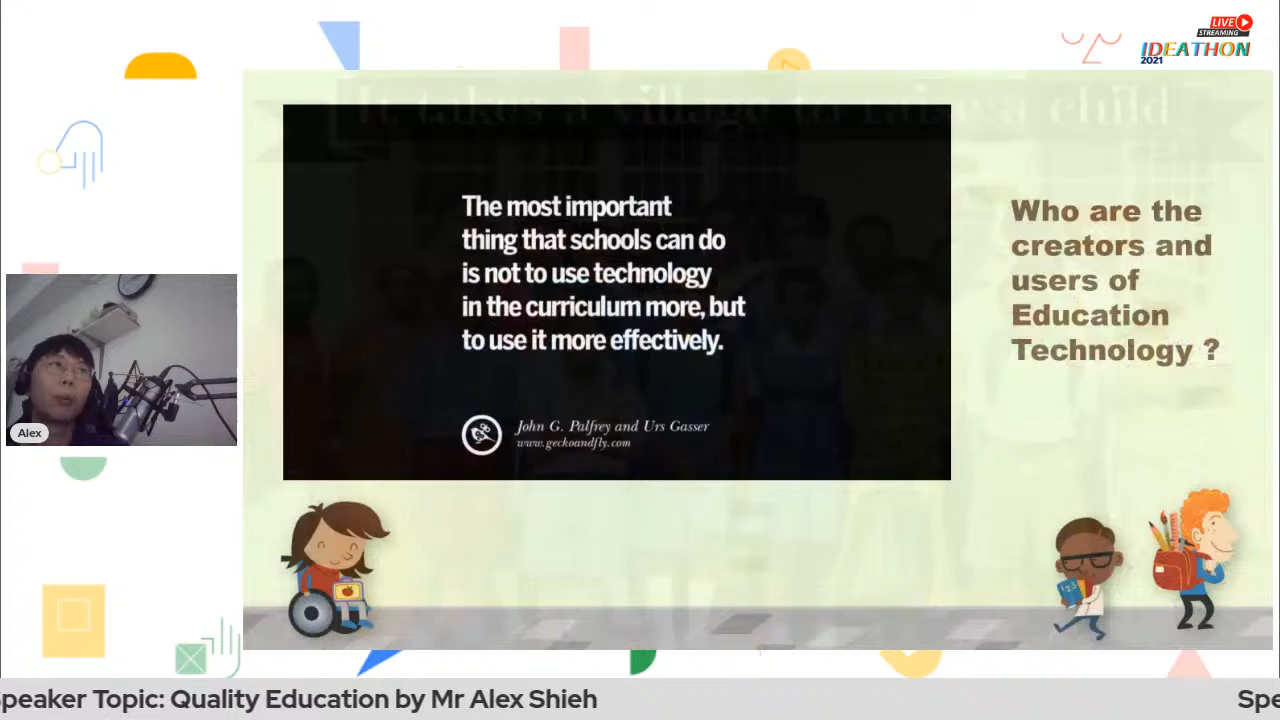 LIVE
STREAMING
IDEATHON
2021
It takes a village to raise a child
The most important
thing that schools can do
is not to use technology
in the curriculum more, but
to use it more effectively.
John G. Palfrey and Urs Gasser
www.geckoandfly.com
Who are the
creators and
users of
Education
Technology ?
123
Alex
peaker Topic: Quality Education by Mr Alex Shieh
Spe